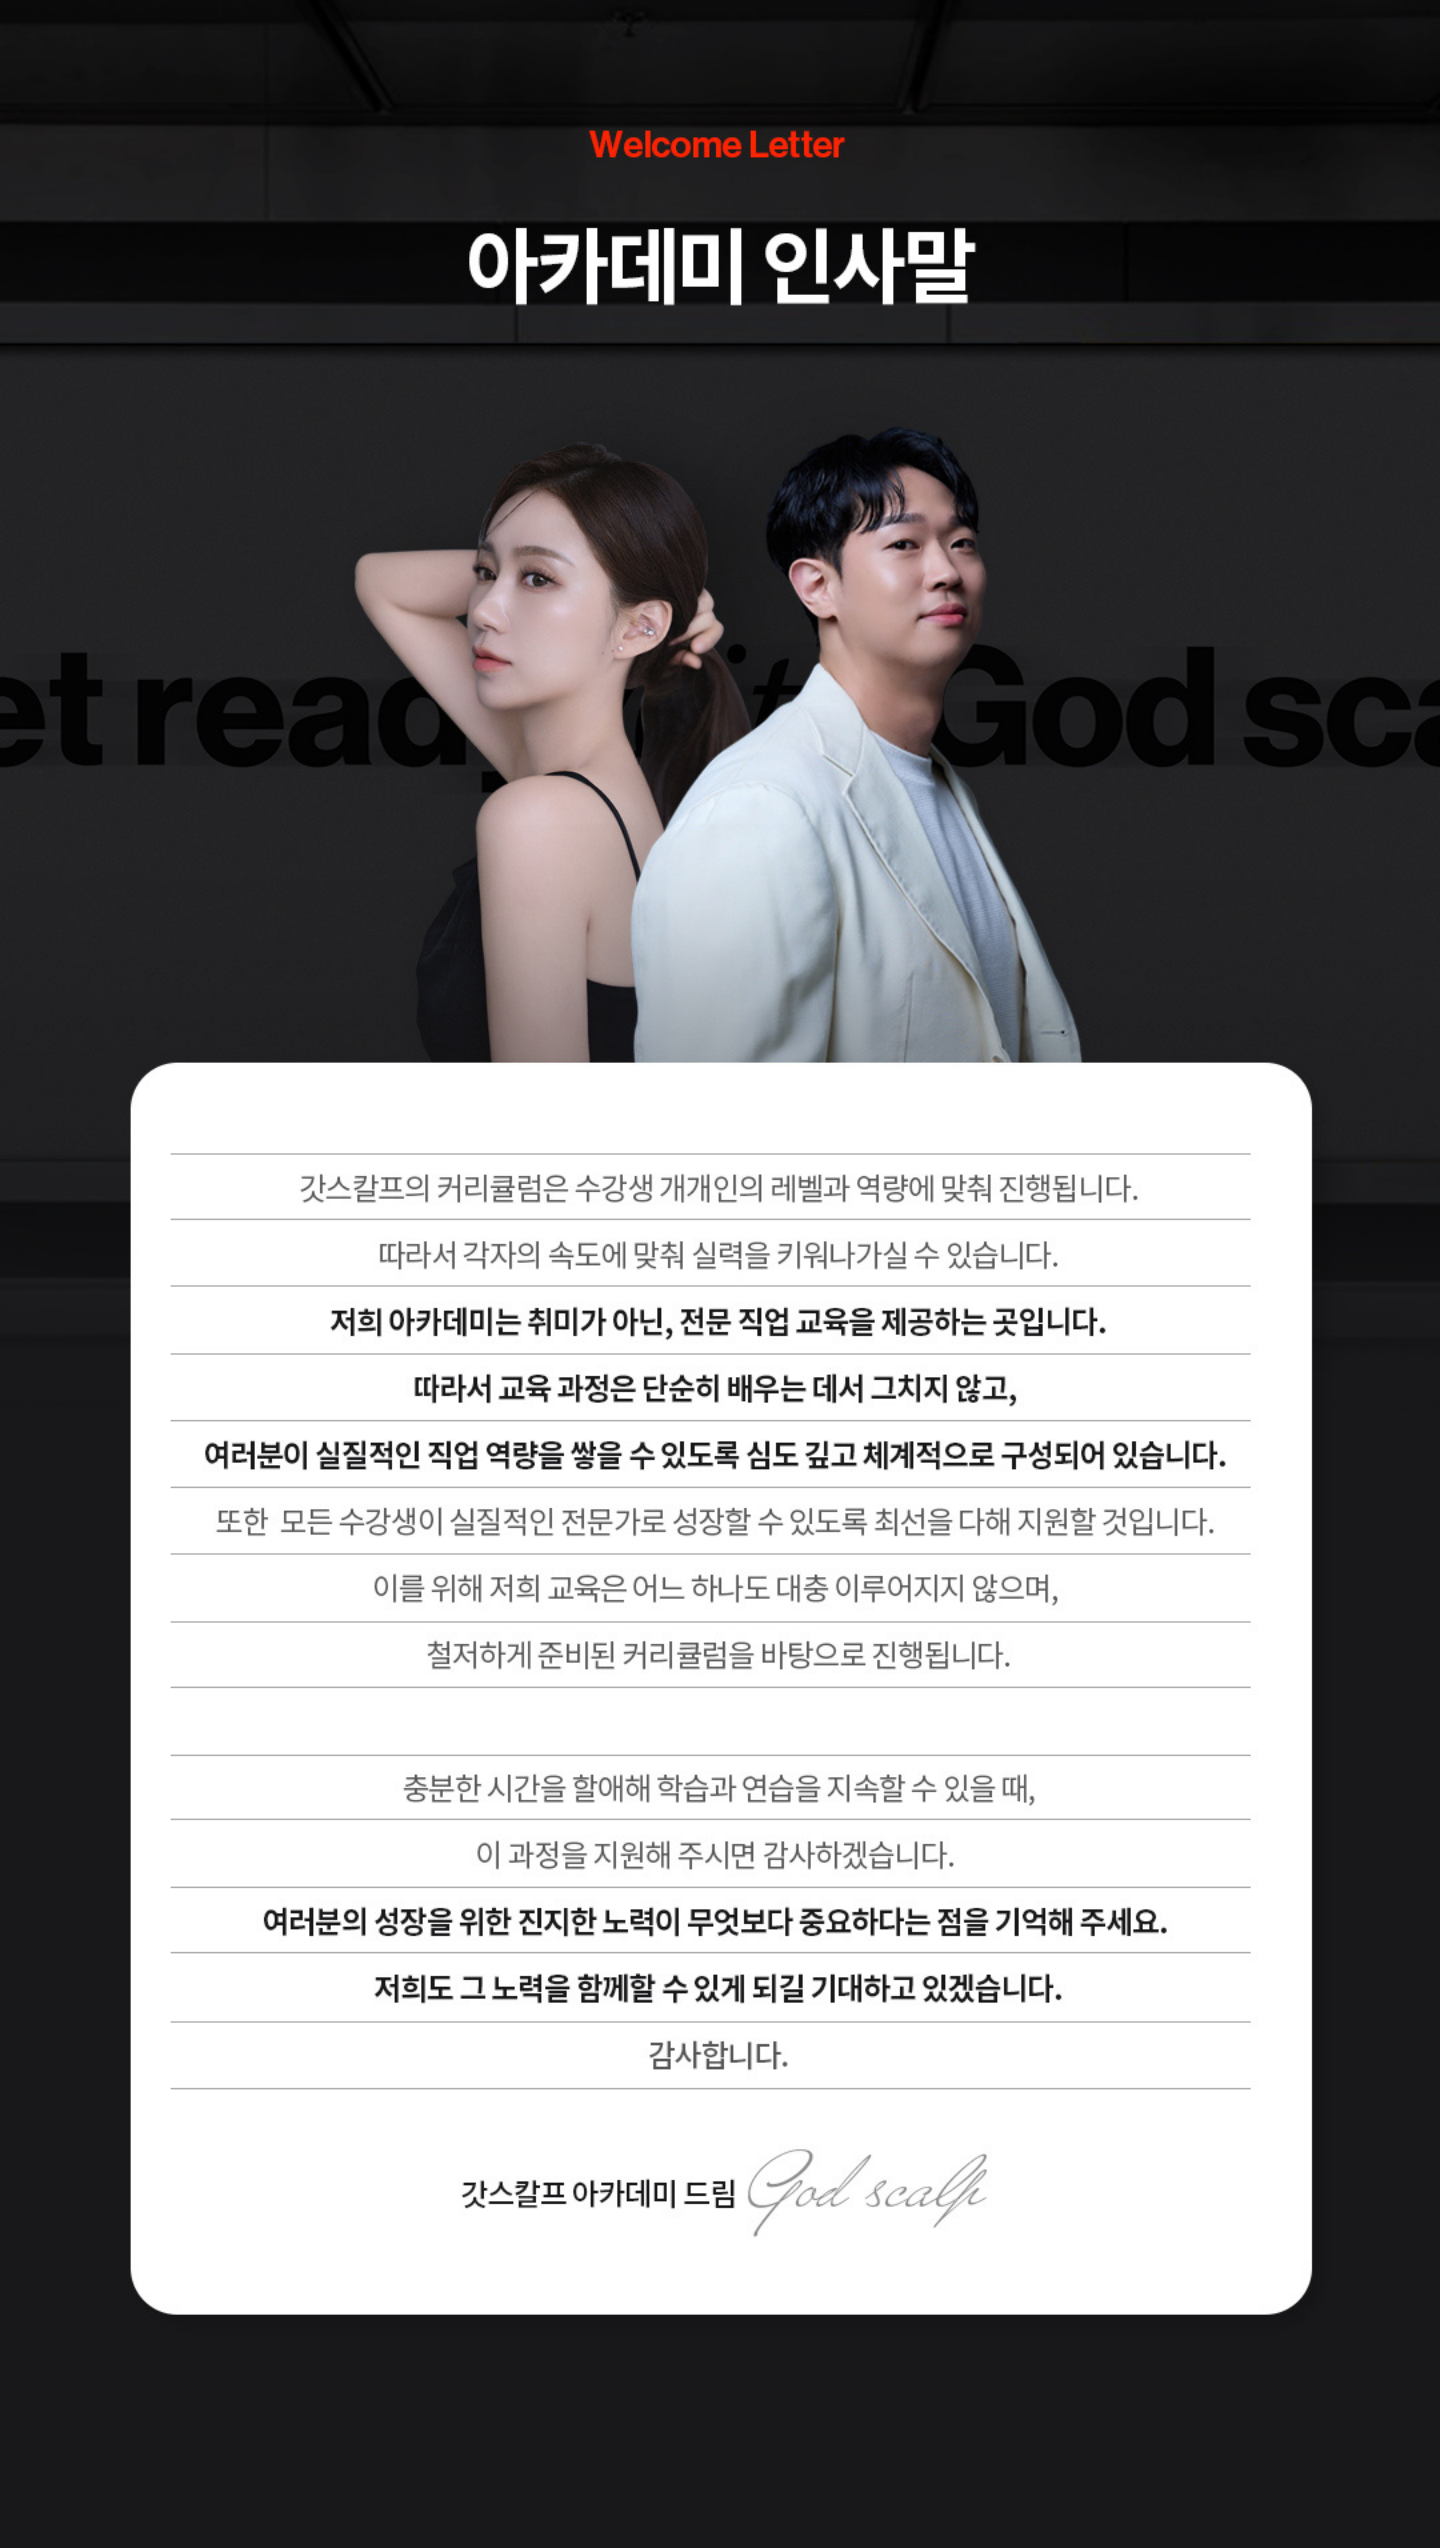 Welcome Letter
아카데미 인사말
et ready it God sca
갓스칼프의 커리큘럼은 수강생 개개인의 레벨과 역량에 맞춰 진행됩니다.
따라서 각자의 속도에 맞춰 실력을 키워나가실 수 있습니다.
저희 아카데미는 취미가 아닌, 전문 직업 교육을 제공하는 곳입니다.
따라서 교육 과정은 단순히 배우는 데서 그치지 않고,
여러분이 실질적인 직업 역량을 쌓을 수 있도록 심도 깊고 체계적으로 구성되어 있습니다.
또한 모든 수강생이 실질적인 전문가로 성장할 수 있도록 최선을 다해 지원할 것입니다.
이를 위해 저희 교육은 어느 하나도 대충 이루어지지 않으며,
철저하게 준비된 커리큘럼을 바탕으로 진행됩니다.
충분한 시간을 할애해 학습과 연습을 지속할 수 있을 때,
이 과정을 지원해 주시면 감사하겠습니다.
여러분의 성장을 위한 진지한 노력이 무엇보다 중요하다는 점을 기억해 주세요.
저희도 그 노력을 함께할 수 있게 되길 기대하고 있겠습니다.
감사합니다.
갓스칼프 아카데미 드림 God scalp